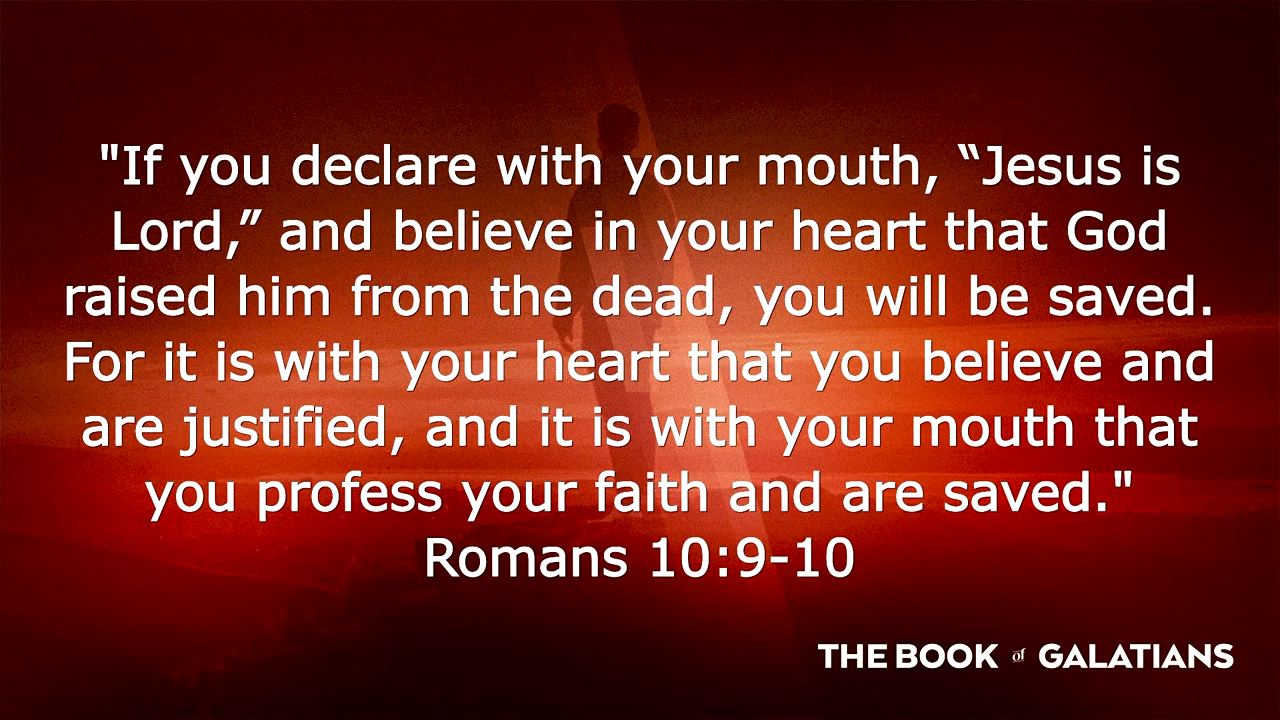 "If you declare with your mouth, “Jesus is
Lord,” and believe in your heart that God
raised him from the dead, you will be saved.
For it is with your heart that you believe and
are justified, and it is with your mouth that
you profess your faith and are saved."
Romans 10:9-10
THE BOOK of GALATIANS